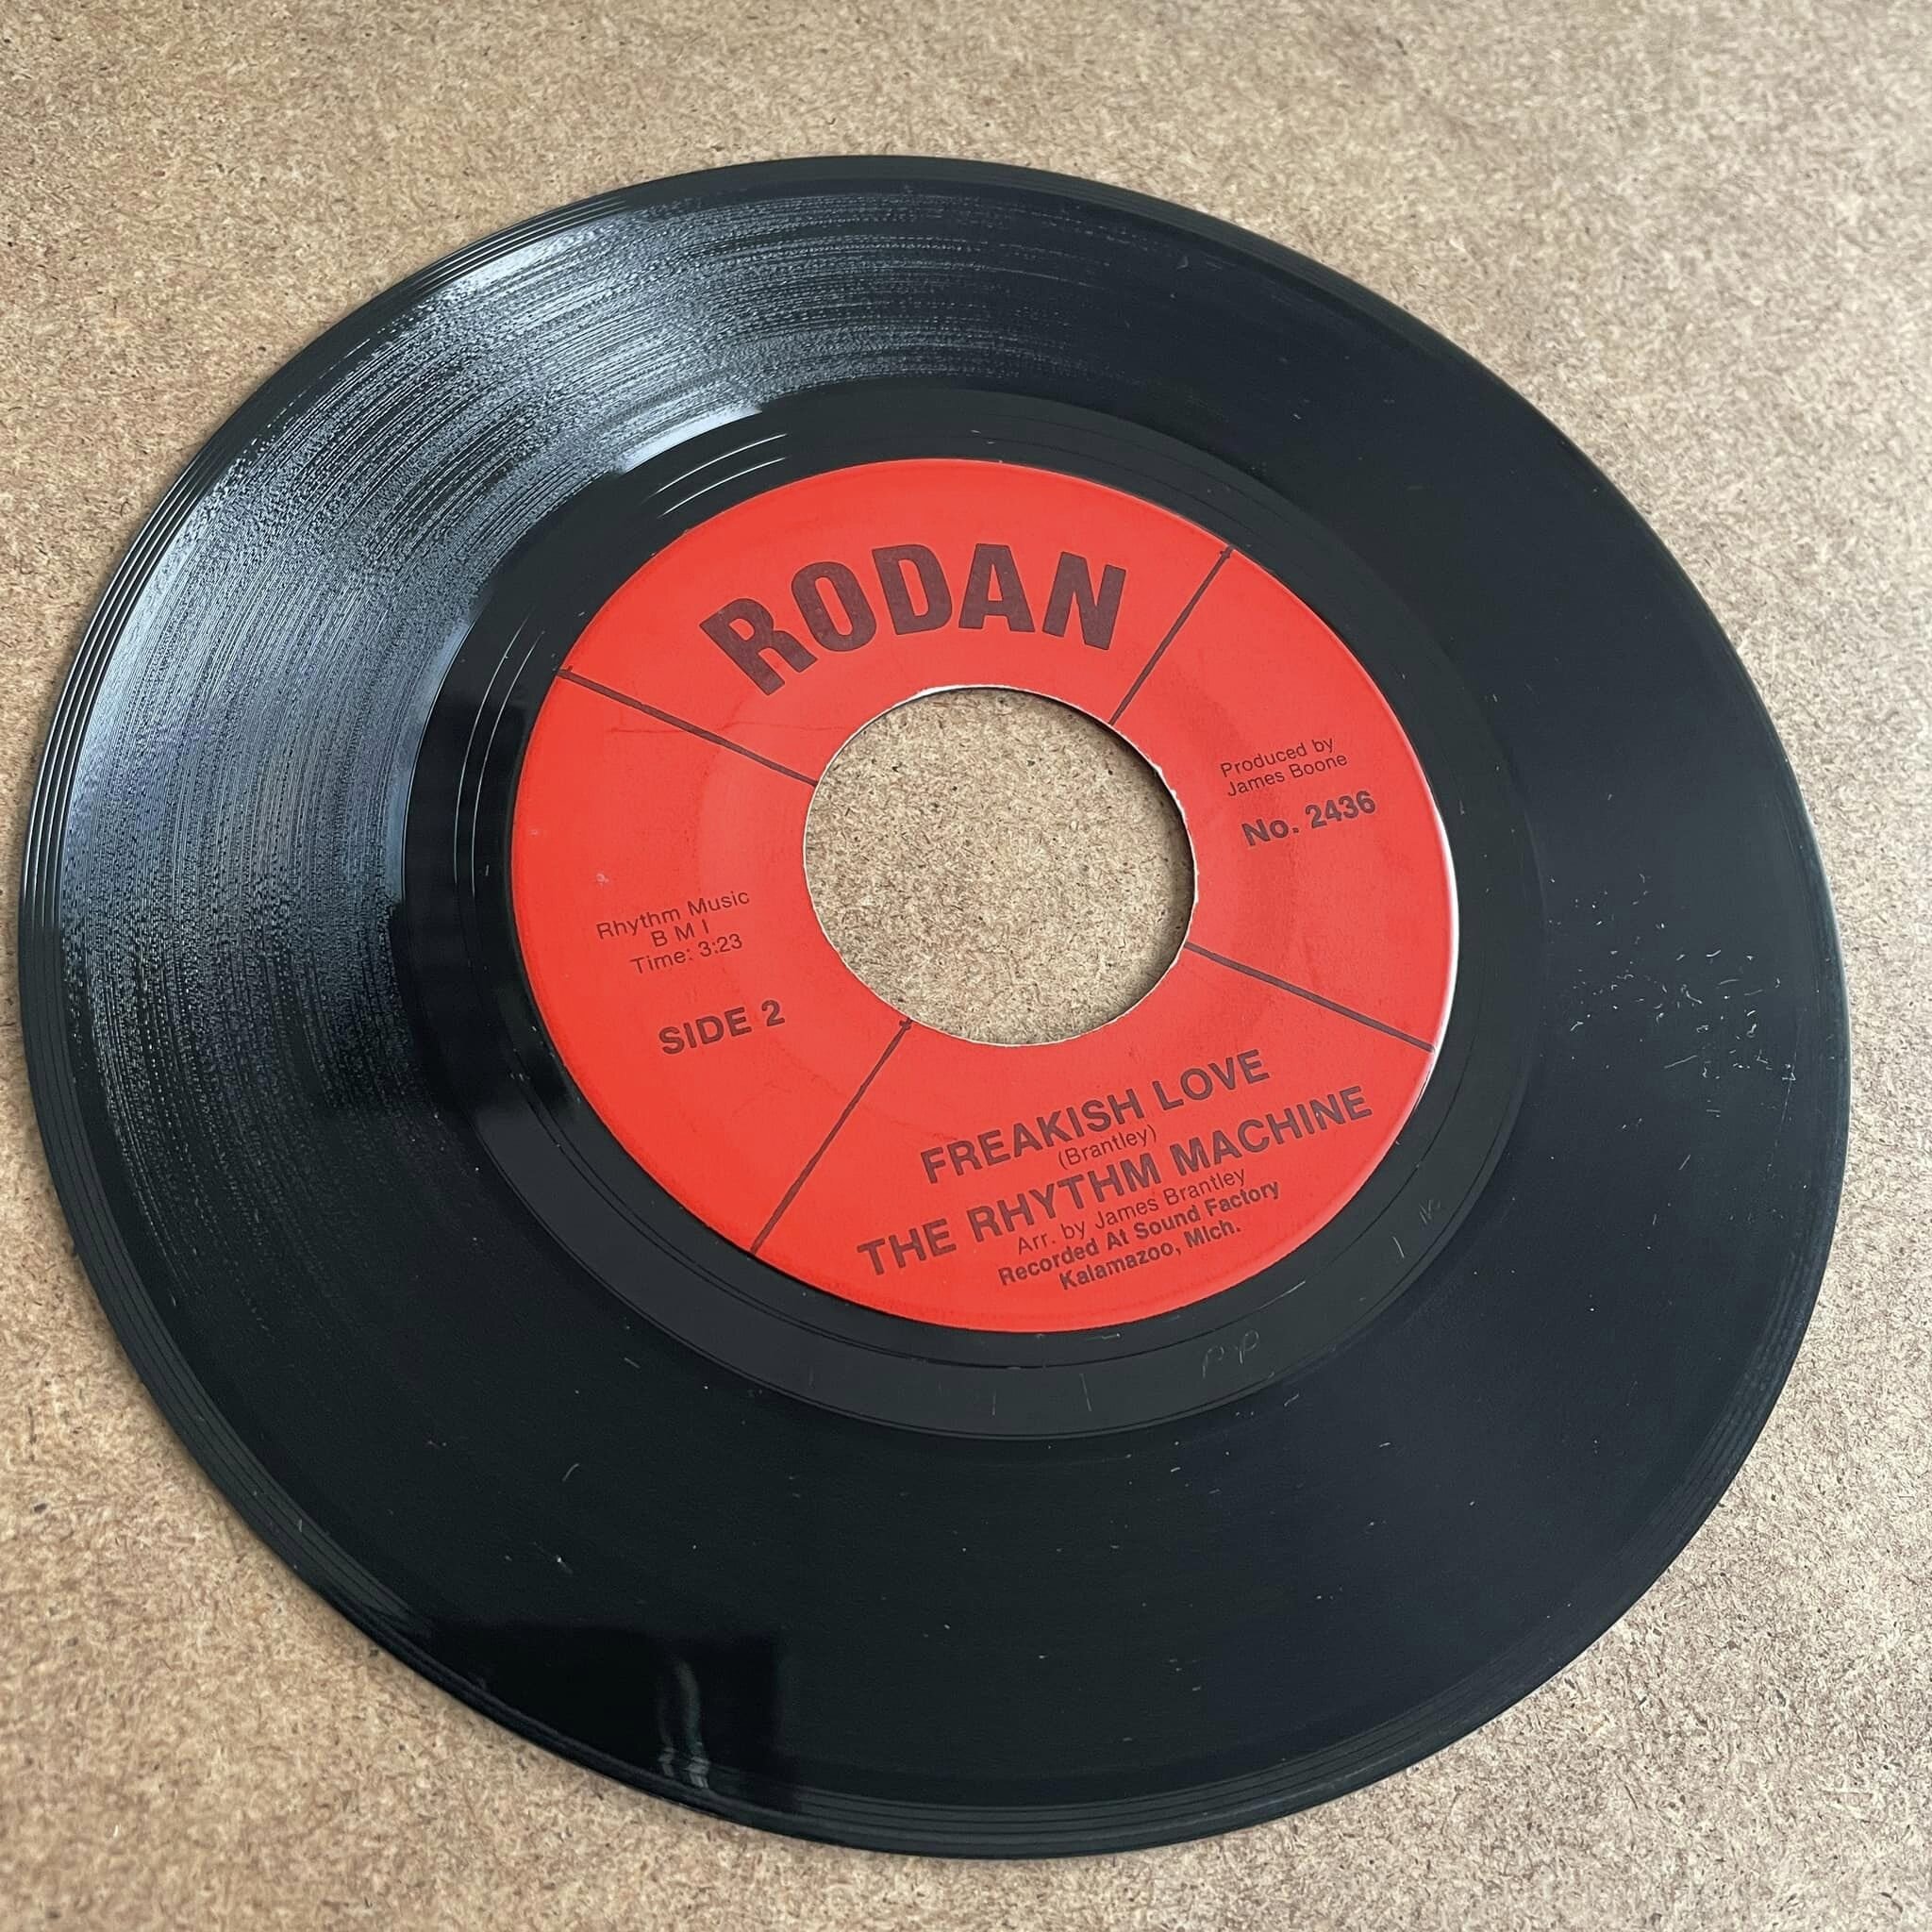 RODAN
Produced by
James Boone
No. 2436
Rhythm Music
B M I
Time: 3:23
SIDE 2
FREAKISH LOVE
(Brantley)
THE RHYTHM MACHINE
Arr. by James Brantley
Recorded At Sound Factory
Kalamazoo, Mich.